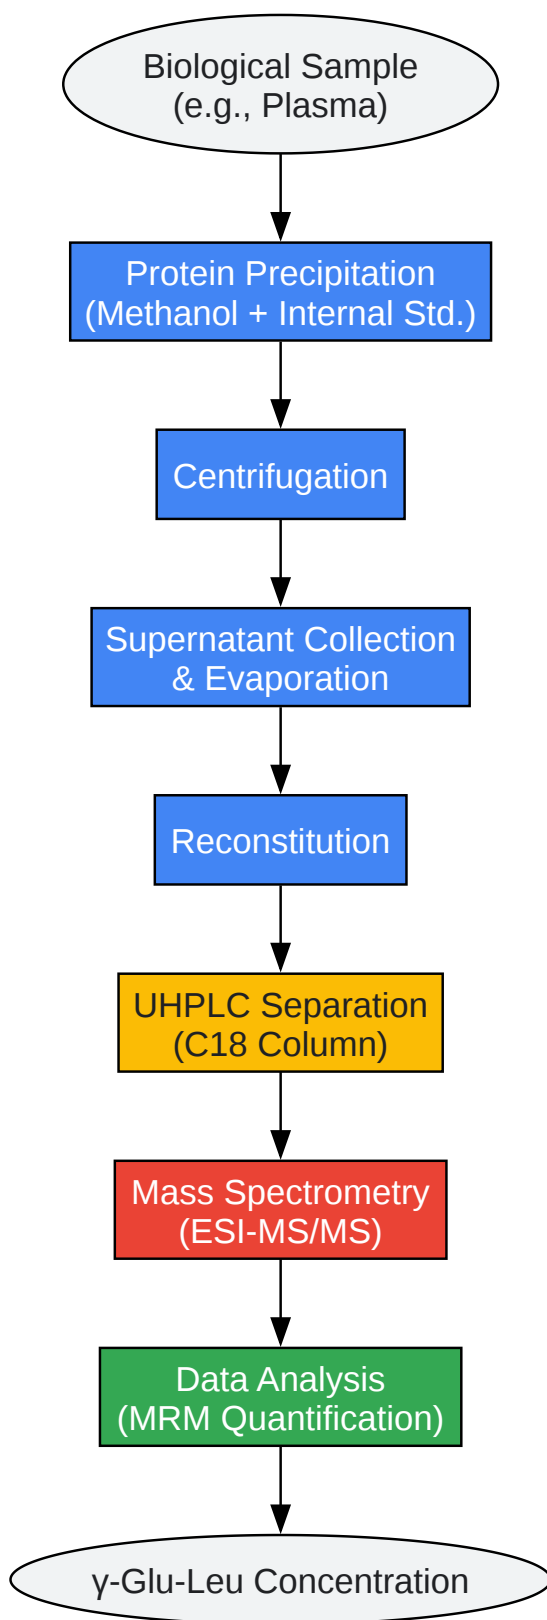 Biological Sample
(e.g., Plasma)
Protein Precipitation
(Methanol + Internal Std.)
Centrifugation
Supernatant Collection
& Evaporation
Reconstitution
UHPLC Separation
(C18 Column)
Mass Spectrometry
(ESI-MS/MS)
Data Analysis
(MRM Quantification)
γ-Glu-Leu Concentration